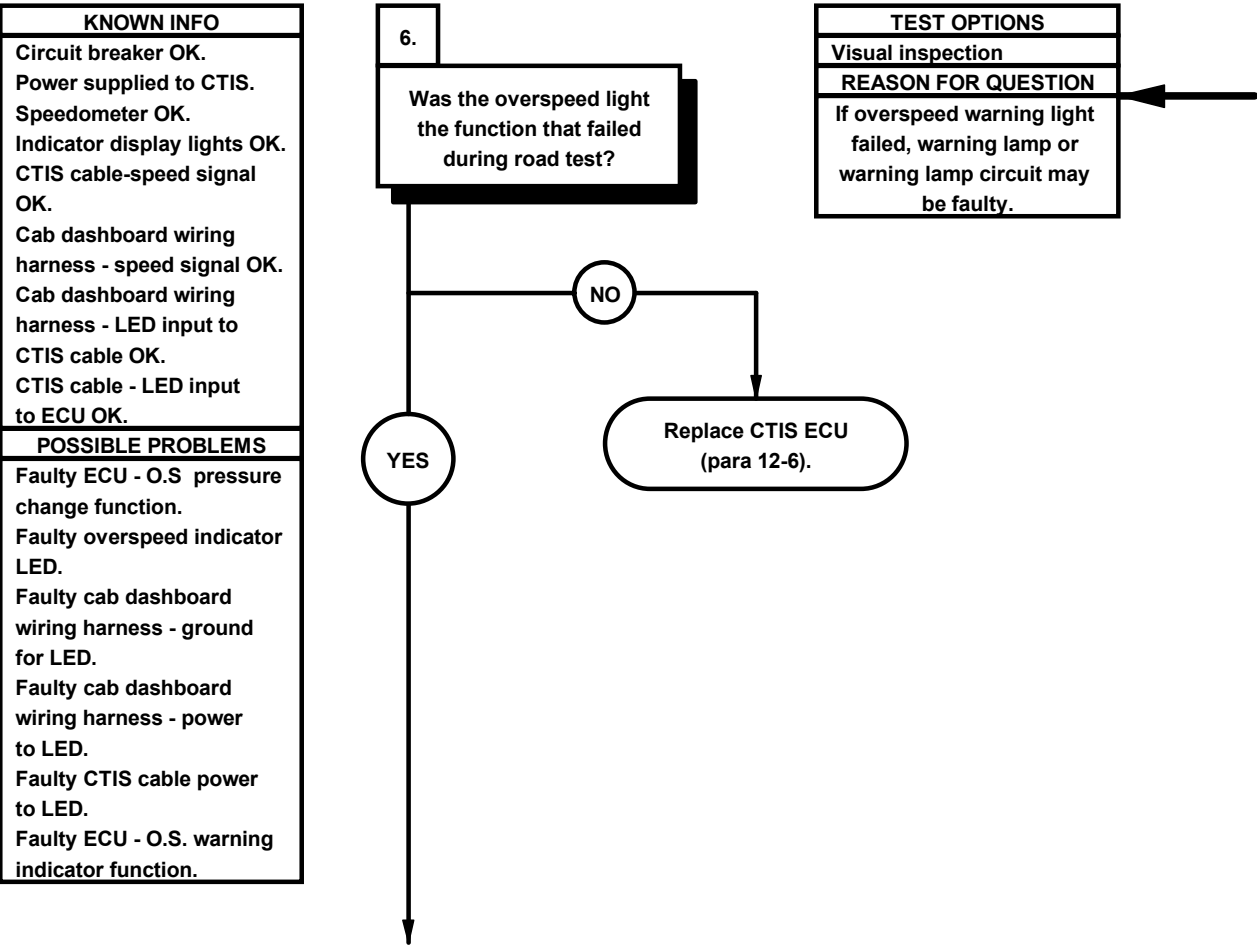 KNOWN INFO
Circuit breaker OK.
Power supplied to CTIS.
Speedometer OK.
Indicator display lights OK.
CTIS cable-speed signal
OK.
Cab dashboard wiring
harness - speed signal OK.
Cab dashboard wiring
harness - LED input to
CTIS cable OK.
CTIS cable - LED input
to ECU OK.
POSSIBLE PROBLEMS
Faulty ECU - O.S pressure
change function.
Faulty overspeed indicator
LED.
Faulty cab dashboard
wiring harness - ground
for LED.
Faulty cab dashboard
wiring harness - power
to LED.
Faulty CTIS cable power
to LED.
Faulty ECU - O.S. warning
indicator function.
6.
Was the overspeed light
the function that failed
during road test?
NO
YES
Replace CTIS ECU
(para 12-6).
TEST OPTIONS
Visual inspection
REASON FOR QUESTION
If overspeed warning light
failed, warning lamp or
warning lamp circuit may
be faulty.